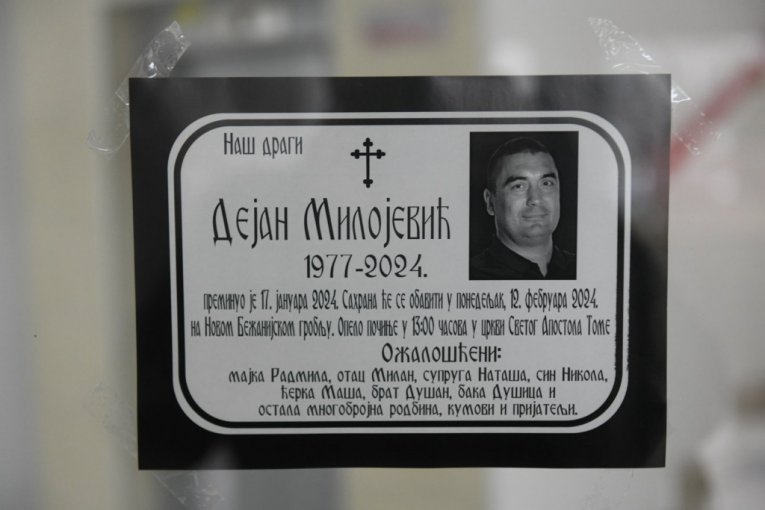 Наш драги
Дејан Милојевић
1977-2024.
преминуо је 17. јануара 2024. Сахрана ће се обавити у понедељак, 12. фебруара 2024.
на Новом Бежанијском гробљу. Опело почиње у 13:00 часова у цркви Светог Апостола Томе
Ожалошћени:
мајка Радмила, отац Милан, супруга Наташа, син Никола,
ћерка Маша, брат Душан, бака Душица и
остала многобројна родбина, кумови и пријатељи.